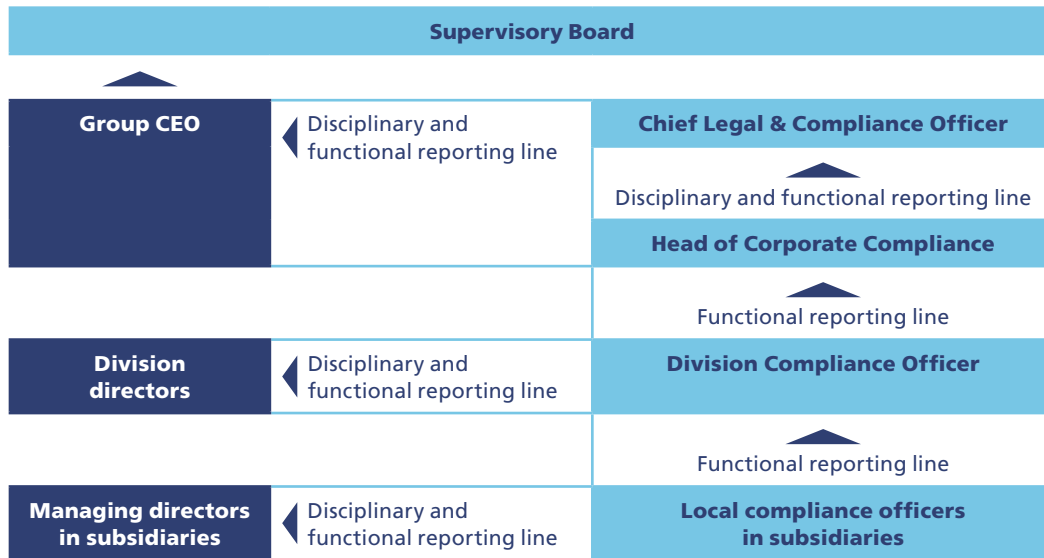 Supervisory Board
Group CEO
Disciplinary and
functional reporting line
Chief Legal & Compliance Officer
Disciplinary and functional reporting line
Head of Corporate Compliance
Functional reporting line
Division
directors
Disciplinary and
functional reporting line
Division Compliance Officer
Functional reporting line
Managing directors
in subsidiaries
Disciplinary and
functional reporting line
Local compliance officers
in subsidiaries